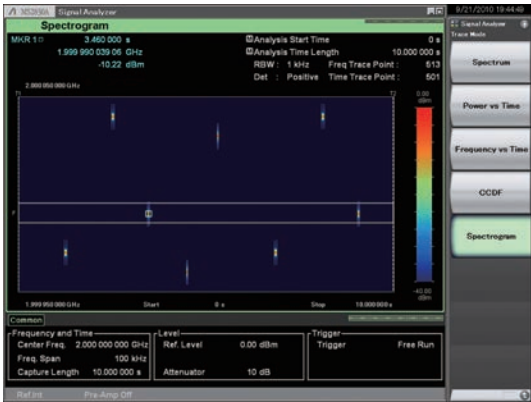 MS2830A Signal Analyzer
9/21/2010 19:44:49
Spectrogram
MKR 1 3.460 000 s
1.999 990 039 06 GHz
-10.22 dBm
Analysis Start Time 0 s
Analysis Time Length 10.000 000 s
RBW : 1 kHz Freq Trace Point : 513
Det : Positive Time Trace Point : 501
2.000 050 000 GHz
T1
T2
0.00
dBm
F
-40.00
dBm
1.999 950 000 GHz Start 0 s Stop 10.000 000 s
Common
Frequency and Time
Center Freq. 2.000 000 000 GHz
Freq. Span 100 kHz
Capture Length 10.000 000 s
Level
Ref. Level 0.00 dBm
Attenuator 10 dB
Trigger
Trigger Free Run
Ref.Int Pre-Amp Off
Signal Analyzer
Trace Mode
Spectrum
Power vs Time
Frequency vs Time
CCDF
Spectrogram